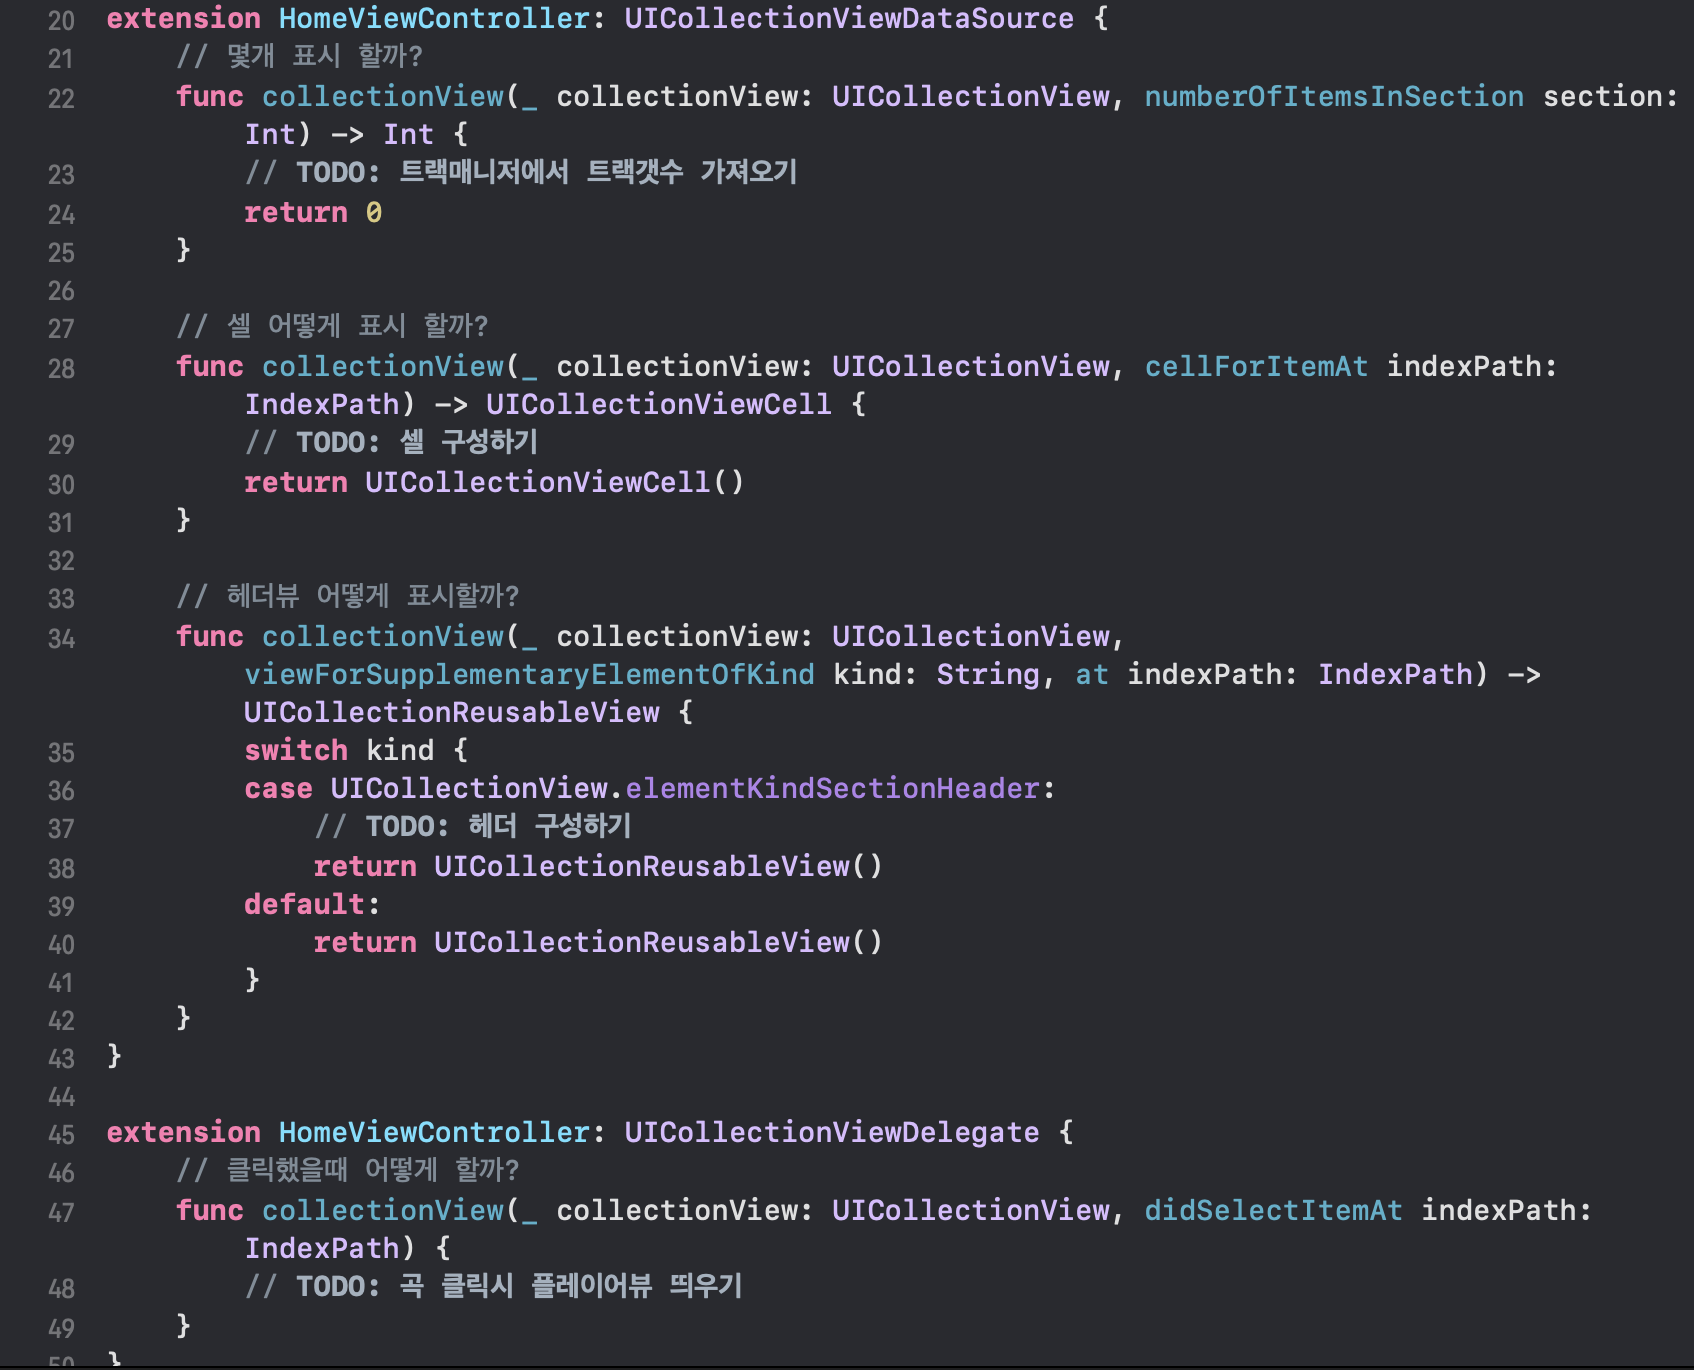 20 extension HomeViewController: UICollectionViewDataSource {
21 // 몇개 표시 할까?
22 func collectionView(_ collectionView: UICollectionView, numberOfItemsInSection section:
Int) -> Int {
23 // TODO: 트랙매니저에서 트랙갯수 가져오기
24 return 0
25 }
26
27 // 셀 어떻게 표시 할까?
28 func collectionView(_ collectionView: UICollectionView, cellForItemAt indexPath:
IndexPath) -> UICollectionViewCell {
29 // TODO: 셀 구성하기
30 return UICollectionViewCell()
31 }
32
33 // 헤더뷰 어떻게 표시할까?
34 func collectionView(_ collectionView: UICollectionView,
viewForSupplementaryElementOfKind kind: String, at indexPath: IndexPath) ->
UICollectionReusableView {
35 switch kind {
36 case UICollectionView.elementKindSectionHeader:
37 // TODO: 헤더 구성하기
38 return UICollectionReusableView()
39 default:
40 return UICollectionReusableView()
41 }
42 }
43 }
44
45 extension HomeViewController: UICollectionViewDelegate {
46 // 클릭했을때 어떻게 할까?
47 func collectionView(_ collectionView: UICollectionView, didSelectItemAt indexPath:
IndexPath) {
48 // TODO: 곡 클릭시 플레이어뷰 띄우기
49 }
50 }